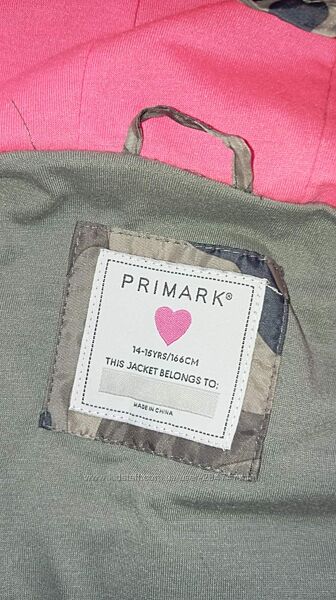 PRIMARK®
14-15YRS/166CM
THIS JACKET BELONGS TO:
MADE IN CHINA